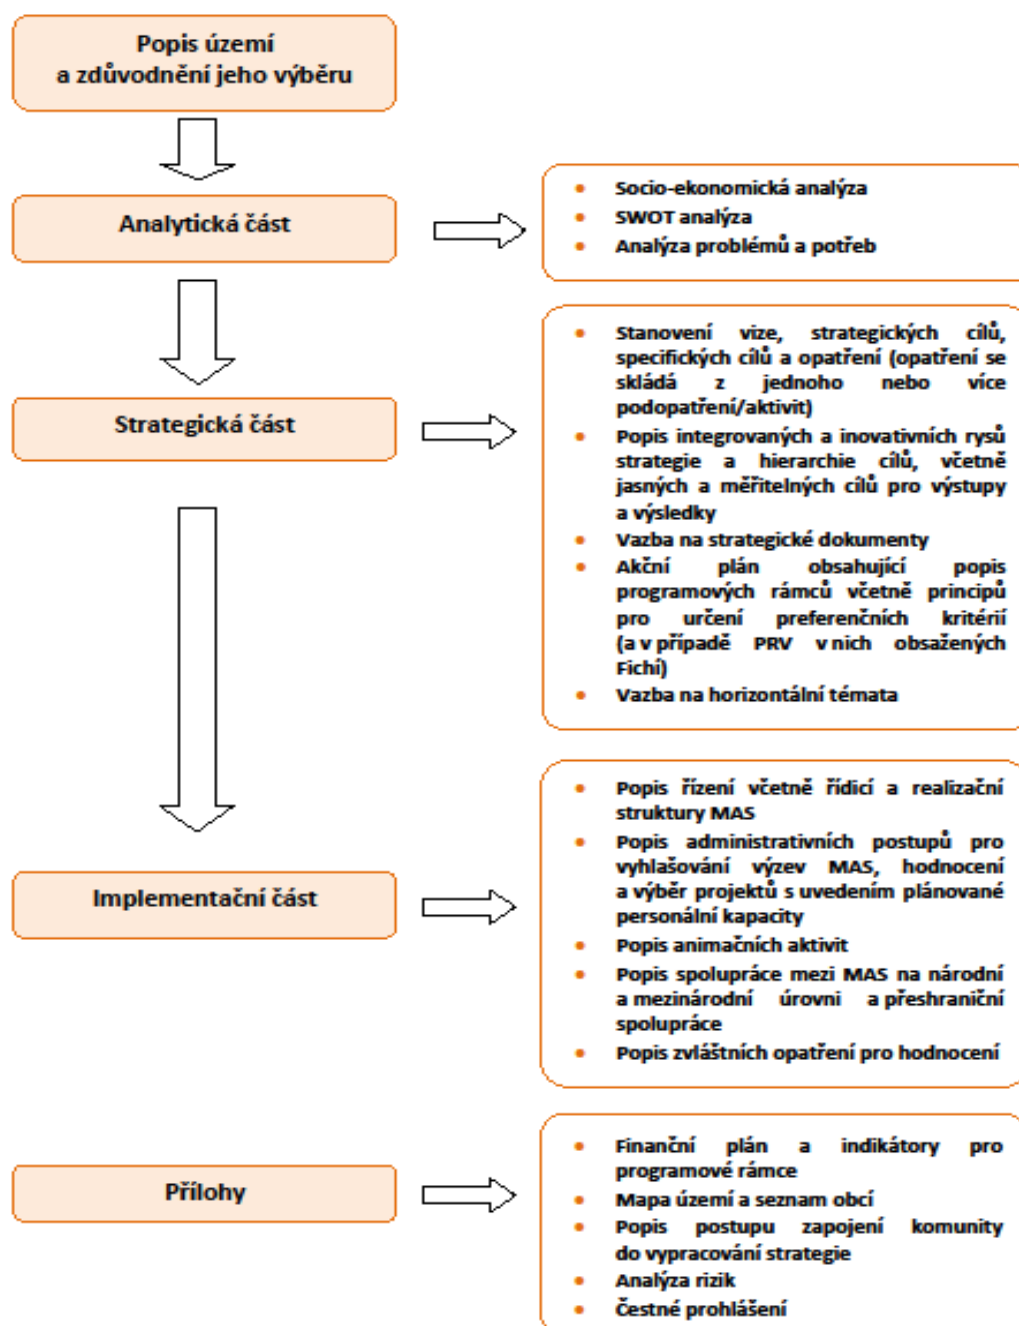 Popis území
a zdůvodnění jeho výběru
Analytická část
• Socio-ekonomická analýza
• SWOT analýza
• Analýza problémů a potřeb
Strategická část
• Stanovení vize, strategických cílů,
specifických cílů a opatření (opatření se
skládá z jednoho nebo více
podopatření/aktivit)
• Popis integrovaných a inovativních rysů
strategie a hierarchie cílů, včetně
jasných a měřitelných cílů pro výstupy
a výsledky
• Vazba na strategické dokumenty
• Akční plán obsahující popis
programových rámců včetně principů
pro určení preferenčních kritérií
(a v případě PRV v nich obsažených
Fichí)
• Vazba na horizontální témata
Implementační část
• Popis řízení včetně řídicí a realizační
struktury MAS
• Popis administrativních postupů pro
vyhlašování výzev MAS, hodnocení
a výběr projektů s uvedením plánované
personální kapacity
• Popis animačních aktivit
• Popis spolupráce mezi MAS na národní
a mezinárodní úrovni a přeshraniční
spolupráce
• Popis zvláštních opatření pro hodnocení
Přílohy
• Finanční plán a indikátory pro
programové rámce
• Mapa území a seznam obcí
• Popis postupu zapojení komunity
do vypracování strategie
• Analýza rizik
• Čestné prohlášení